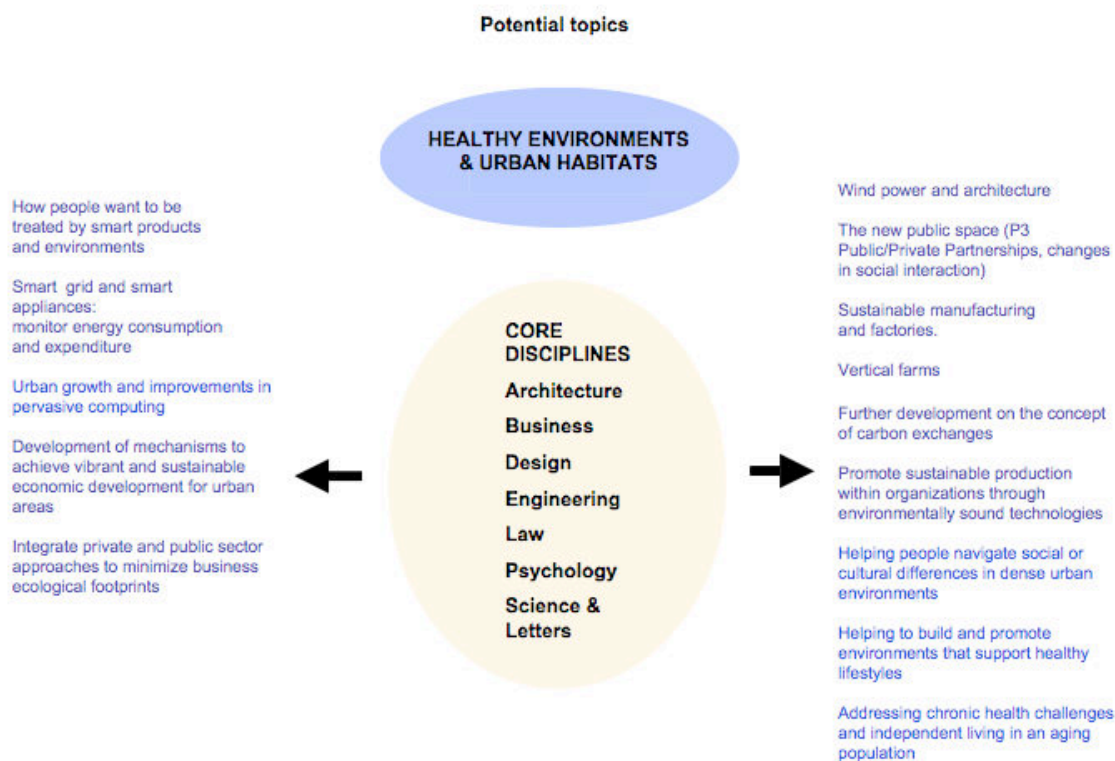 Potential topics
HEALTHY ENVIRONMENTS
& URBAN HABITATS
How people want to be
treated by smart products
and environments
Smart grid and smart
appliances:
monitor energy consumption
and expenditure
Urban growth and improvements in
pervasive computing
Development of mechanisms to
achieve vibrant and sustainable
economic development for urban
areas
Integrate private and public sector
approaches to minimize business
ecological footprints
CORE
DISCIPLINES
Architecture
Business
Design
Engineering
Law
Psychology
Science &
Letters
Wind power and architecture
The new public space (P3
Public/Private Partnerships, changes
in social interaction)
Sustainable manufacturing
and factories.
Vertical farms
Further development on the concept
of carbon exchanges
Promote sustainable production
within organizations through
environmentally sound technologies
Helping people navigate social or
cultural differences in dense urban
environments
Helping to build and promote
environments that support healthy
lifestyles
Addressing chronic health challenges
and independent living in an aging
population